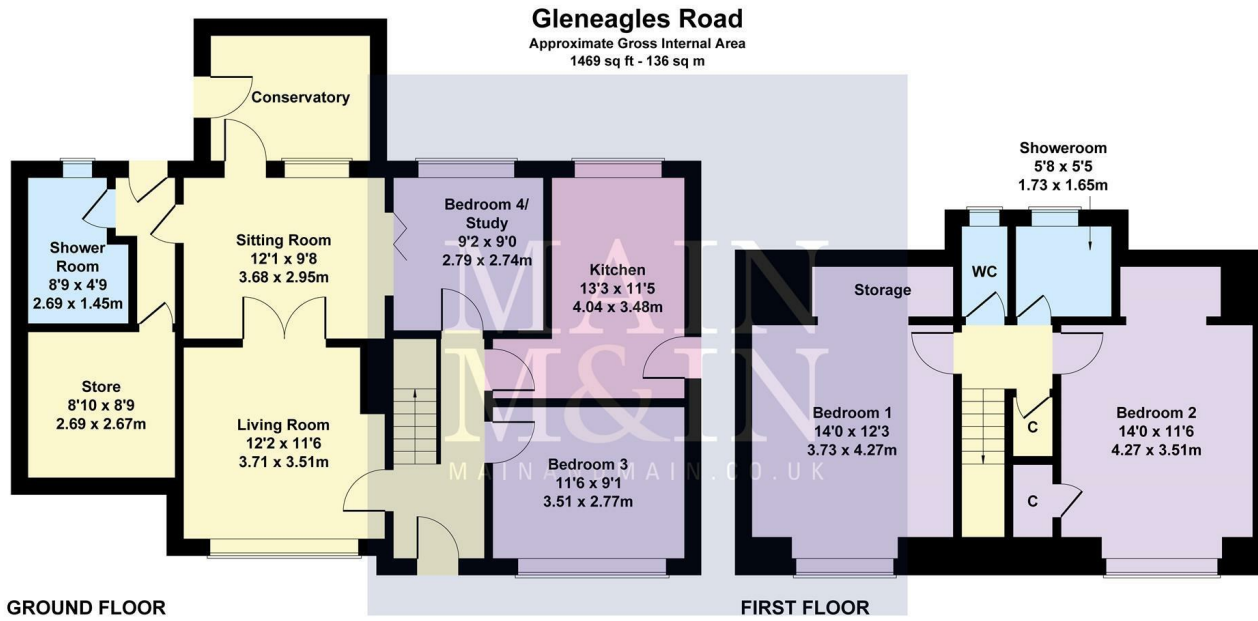 Gleneagles Road
Approximate Gross Internal Area
1469 sq ft - 136 sq m
Conservatory
Shower
Room
8'9 x 4'9
2.69 x 1.45m
Sitting Room
12'1 x 9'8
3.68 x 2.95m
Bedroom 4/
Study
9'2 x 9'0
2.79 x 2.74m
Kitchen
13'3 x 11'5
4.04 x 3.48m
Store
8'10 x 8'9
2.69 x 2.67m
Living Room
12'2 x 11'6
3.71 x 3.51m
Bedroom 3
11'6 x 9'1
3.51 x 2.77m
GROUND FLOOR
Showeroom
5'8 x 5'5
1.73 x 1.65m
WC
Storage
Bedroom 1
14'0 x 12'3
3.73 x 4.27m
C
C
Bedroom 2
14'0 x 11'6
4.27 x 3.51m
FIRST FLOOR
MAIN
M&IN
MAINANDMAIN.CO.UK